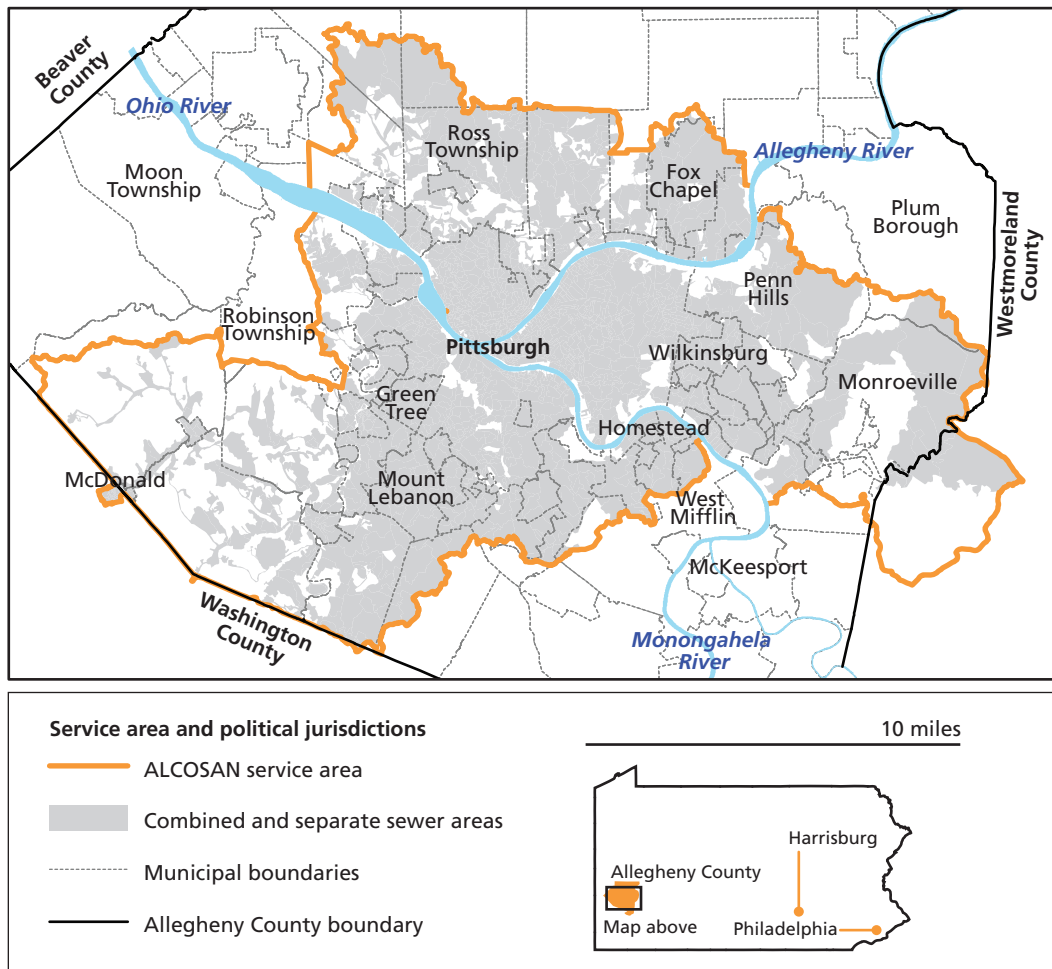 Beaver
County
Ohio River
Ross
Township
Allegheny River
Moon
Township
Fox
Chapel
Plum
Borough
Westmoreland
County
Penn
Hills
Robinson
Township
Pittsburgh
Wilkinsburg
Monroeville
Green
Tree
Homestead
McDonald
Mount
Lebanon
West
Mifflin
McKeesport
Washington
County
Monongahela
River
Service area and political jurisdictions
ALCOSAN service area
Combined and separate sewer areas
Municipal boundaries
Allegheny County boundary
10 miles
Harrisburg
Allegheny County
Map above
Philadelphia